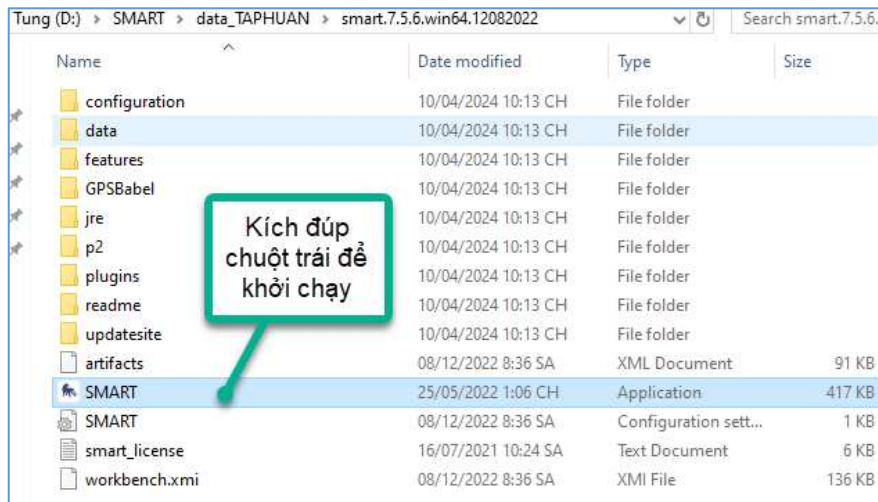 Tung (D:) > SMART > data_TAPHUAN > smart.7.5.6.win64.12082022 Search smart.7.5.6.
Name Date modified Type Size
configuration 10/04/2024 10:13 CH File folder
data 10/04/2024 10:13 CH File folder
features 10/04/2024 10:13 CH File folder
GPSBabel 10/04/2024 10:13 CH File folder
jre 10/04/2024 10:13 CH File folder
p2 10/04/2024 10:13 CH File folder
plugins 10/04/2024 10:13 CH File folder
readme 10/04/2024 10:13 CH File folder
updatesite 10/04/2024 10:13 CH File folder
Kích đúp
chuột trái để
khởi chạy
artifacts 08/12/2022 8:36 SA XML Document 91 KB
SMART 25/05/2022 1:06 CH Application 417 KB
SMART 08/12/2022 8:36 SA Configuration sett... 1 KB
smart_license 16/07/2021 10:24 SA Text Document 6 KB
workbench.xmi 08/12/2022 8:36 SA XMI File 136 KB